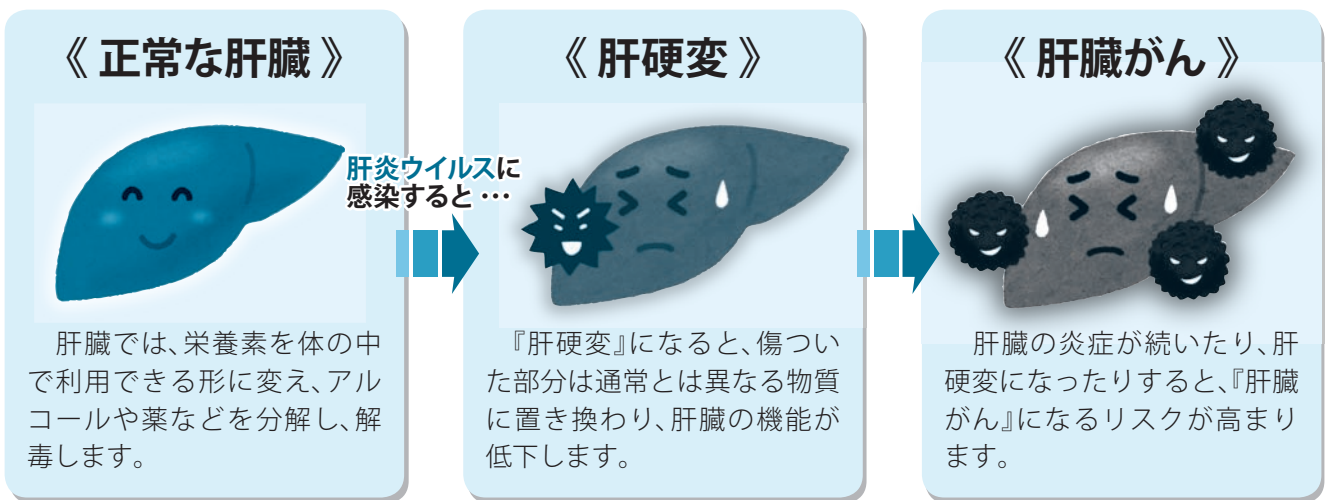 《 正常な肝臓 》
肝臓では、栄養素を体の中
で利用できる形に変え、アル
コールや薬などを分解し、解
毒します。
肝炎ウイルスに
感染すると …
《 肝硬変 》
『肝硬変』になると、傷つい
た部分は通常とは異なる物質
に置き換わり、肝臓の機能が
低下します。
《 肝臓がん 》
肝臓の炎症が続いたり、肝
硬変になったりすると、『肝臓
がん』になるリスクが高まり
ます。